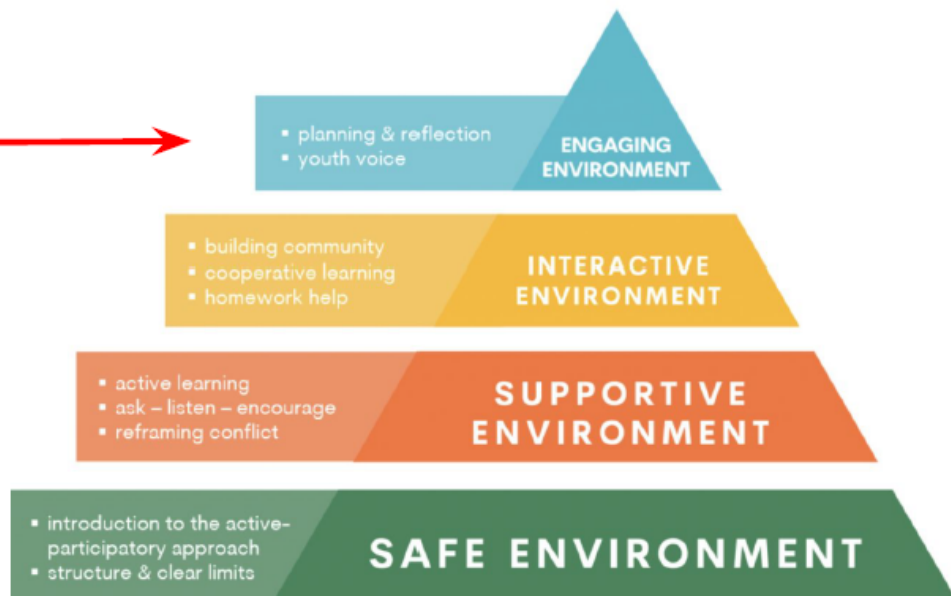 ▪ planning & reflection
▪ youth voice
ENGAGING
ENVIRONMENT
▪ building community
▪ cooperative learning
▪ homework help
INTERACTIVE
ENVIRONMENT
▪ active learning
▪ ask – listen – encourage
▪ reframing conflict
SUPPORTIVE
ENVIRONMENT
▪ introduction to the active-
participatory approach
▪ structure & clear limits
SAFE ENVIRONMENT